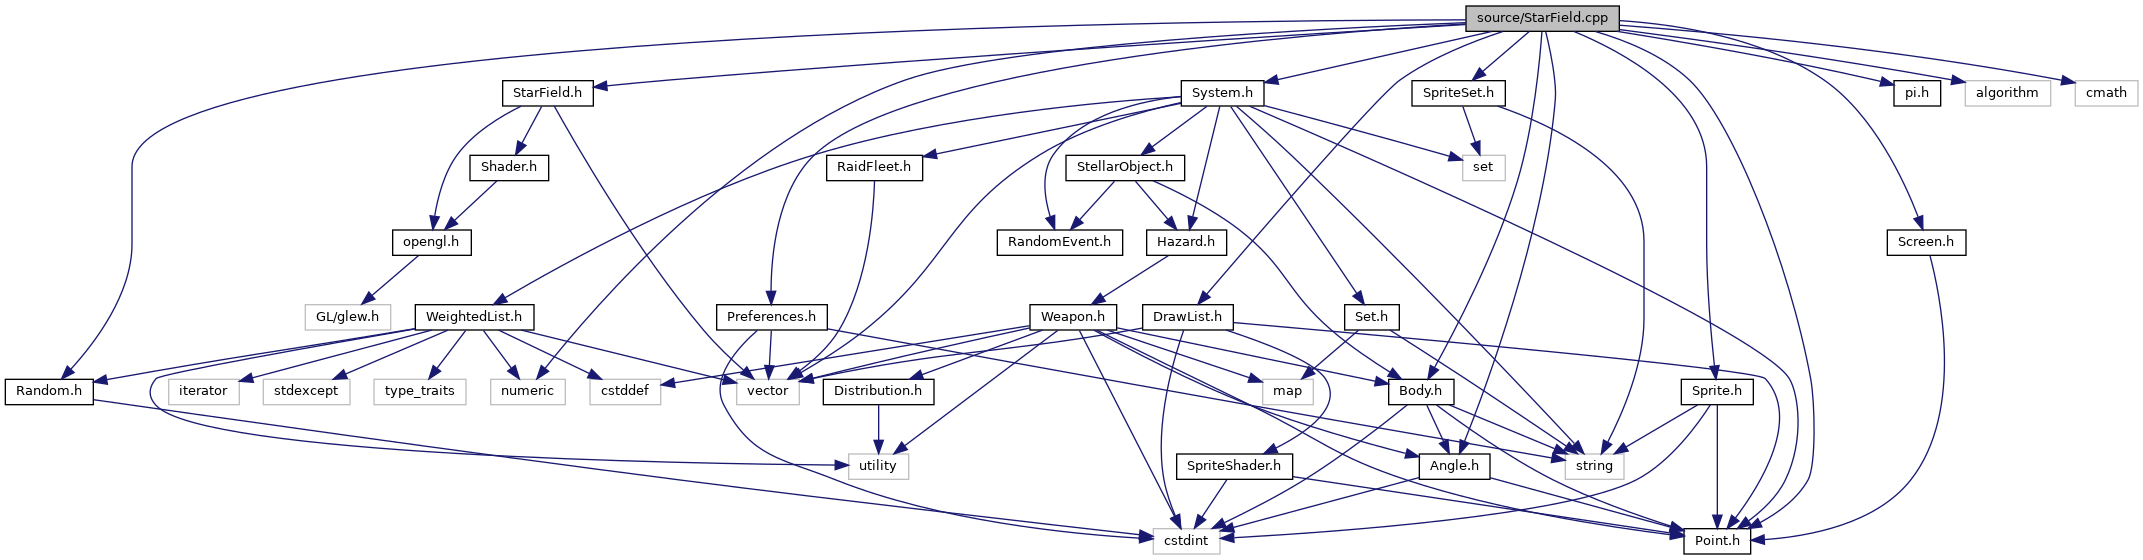 source/StarField.cpp
StarField.h
System.h
SpriteSet.h
pi.h
algorithm
cmath
Shader.h
RaidFleet.h
StellarObject.h
set
opengl.h
RandomEvent.h
Hazard.h
Screen.h
GL/glew.h
WeightedList.h
Preferences.h
Weapon.h
DrawList.h
Set.h
Random.h
iterator
stdexcept
type_traits
numeric
cstddef
vector
Distribution.h
map
Body.h
Sprite.h
utility
SpriteShader.h
Angle.h
string
cstdint
Point.h